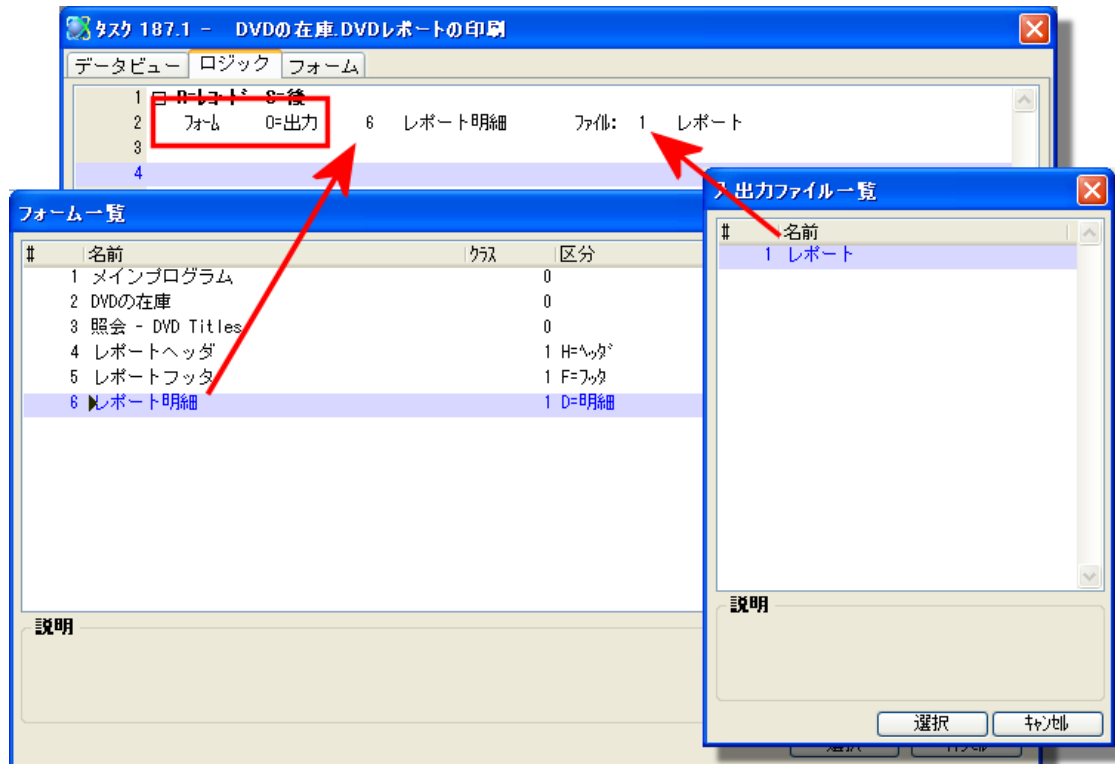 タスク 187.1 - DVDの在庫.DVDレポートの印刷
データビュー ロジック フォーム
1 R=レコード S=後
2 フォーム O=出力 6 レポート明細 ファイル: 1 レポート
3
4
フォーム一覧
# 名前 クラス 区分
1 メインプログラム 0
2 DVDの在庫 0
3 照会 - DVD Titles 0
4 レポートヘッダ 1 H=ヘッダ
5 レポートフッタ 1 F=フッタ
6 レポート明細 1 D=明細
説明
入出力ファイル一覧
# 名前
1 レポート
説明
選択 キャンセル